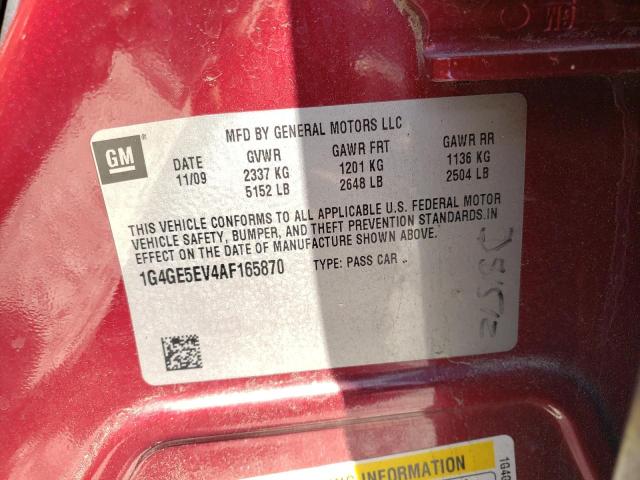 GM
®
MFD BY GENERAL MOTORS LLC
DATE GVWR GAWR FRT GAWR RR
11/09 2337 KG 1201 KG 1136 KG
5152 LB 2648 LB 2504 LB
THIS VEHICLE CONFORMS TO ALL APPLICABLE U.S. FEDERAL MOTOR
VEHICLE SAFETY, BUMPER, AND THEFT PREVENTION STANDARDS IN
EFFECT ON THE DATE OF MANUFACTURE SHOWN ABOVE.
1G4GE5EV4AF165870 TYPE: PASS CAR
INFORMATION